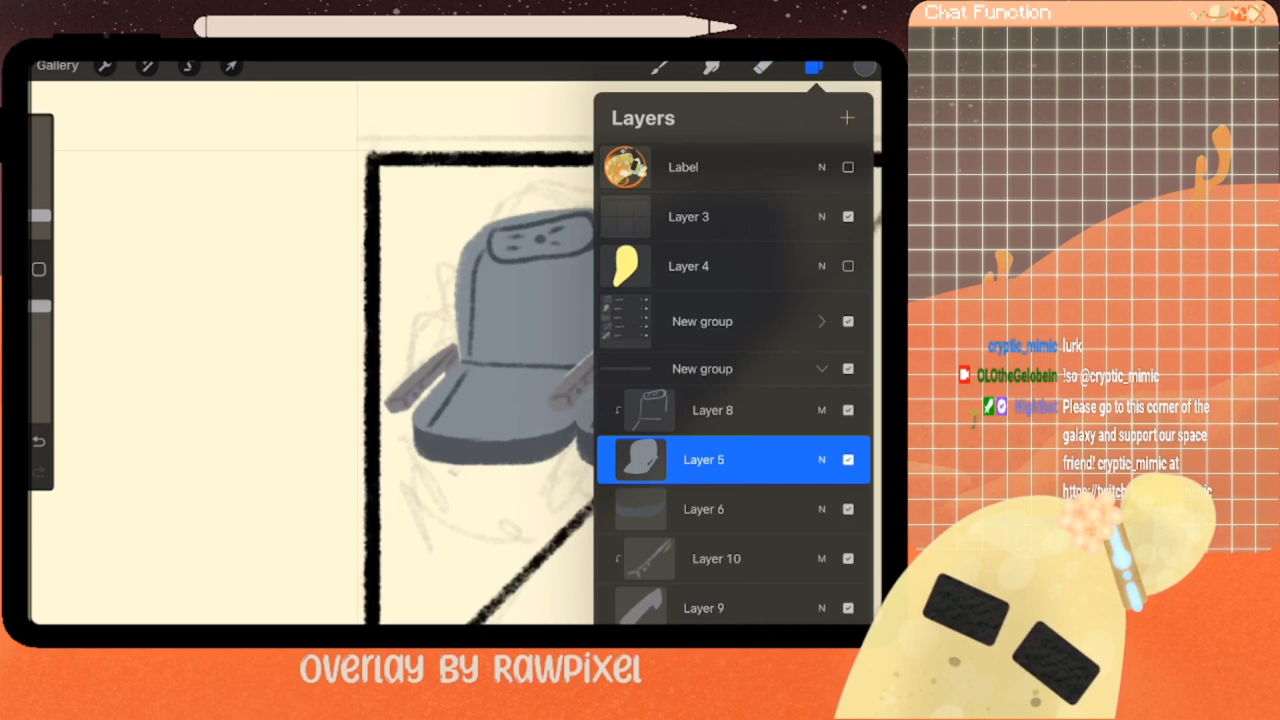 Chat Function
Gallery
Layers
Label N
Layer 3 N
Layer 4 N
New group
New group
Layer 8 M
Layer 5 N
Layer 6 N
Layer 10 M
Layer 9 N
cryptic_mimic lurk
OLOtheGelobein !so @cryptic_mimic
Nightbot Please go to this corner of the
galaxy and support our space
friend! cryptic_mimic at
OVERLAY BY RAWPIXEL